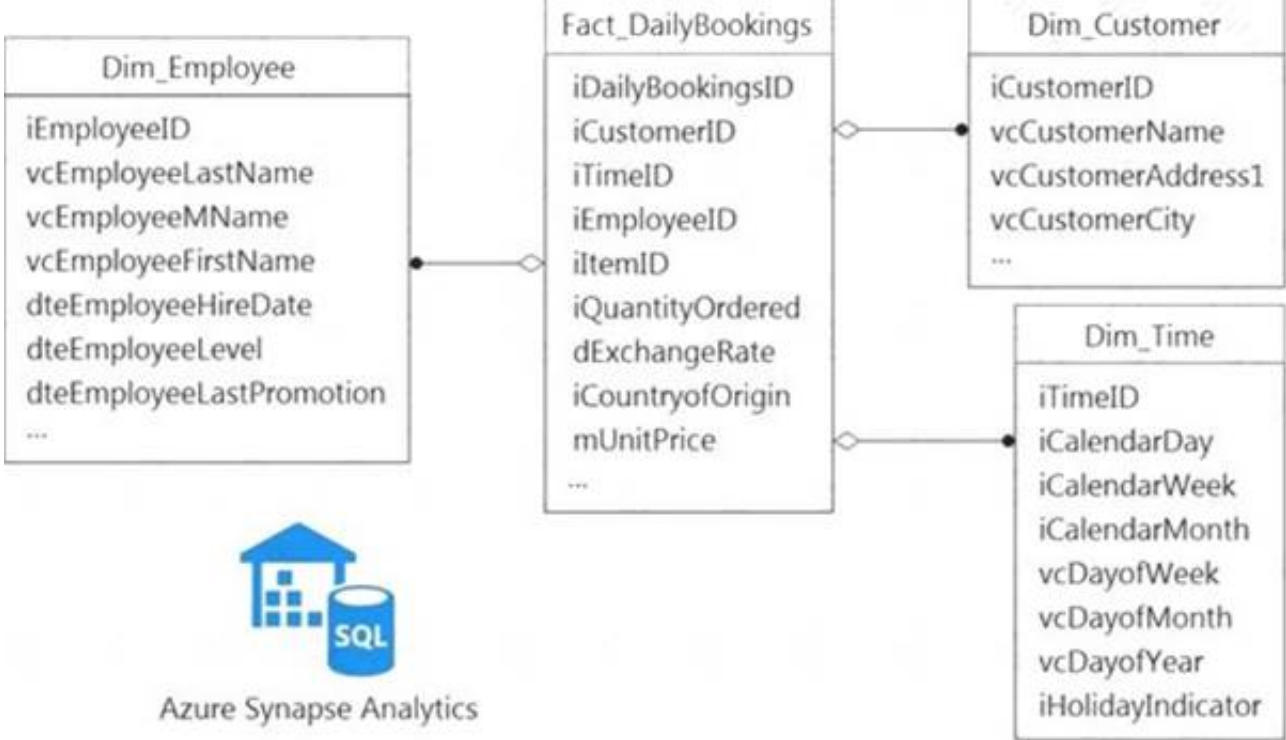 Dim_Employee
iEmployeeID
vcEmployeeLastName
vcEmployeeMName
vcEmployeeFirstName
dteEmployeeHireDate
dteEmployeeLevel
dteEmployeeLastPromotion
...
Fact_DailyBookings
iDailyBookingsID
iCustomerID
iTimeID
iEmployeeID
iItemID
iQuantityOrdered
dExchangeRate
iCountryofOrigin
mUnitPrice
...
Dim_Customer
iCustomerID
vcCustomerName
vcCustomerAddress1
vcCustomerCity
...
Dim_Time
iTimeID
iCalendarDay
iCalendarWeek
iCalendarMonth
vcDayofWeek
vcDayofMonth
vcDayofYear
iHolidayIndicator
SQL
Azure Synapse Analytics